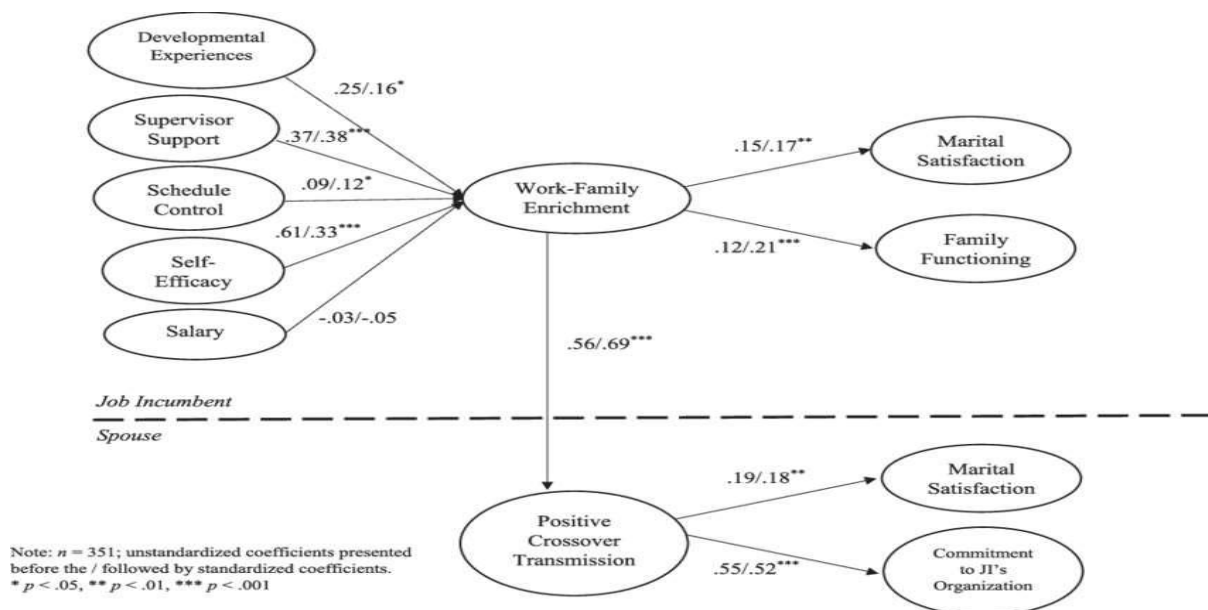 Developmental
Experiences
.25/.16*
Supervisor
Support
.37/.38***
Schedule
Control
.09/.12*
Self-
Efficacy
.61/.33***
Salary
-.03/-.05
Work-Family
Enrichment
.15/.17**
Marital
Satisfaction
.12/.21***
Family
Functioning
.56/.69***
Job Incumbent
Spouse
Positive
Crossover
Transmission
.19/.18**
Marital
Satisfaction
.55/.52***
Commitment
to JI's
Organization
Note: n = 351; unstandardized coefficients presented
before the / followed by standardized coefficients.
* p < .05, ** p < .01, *** p < .001